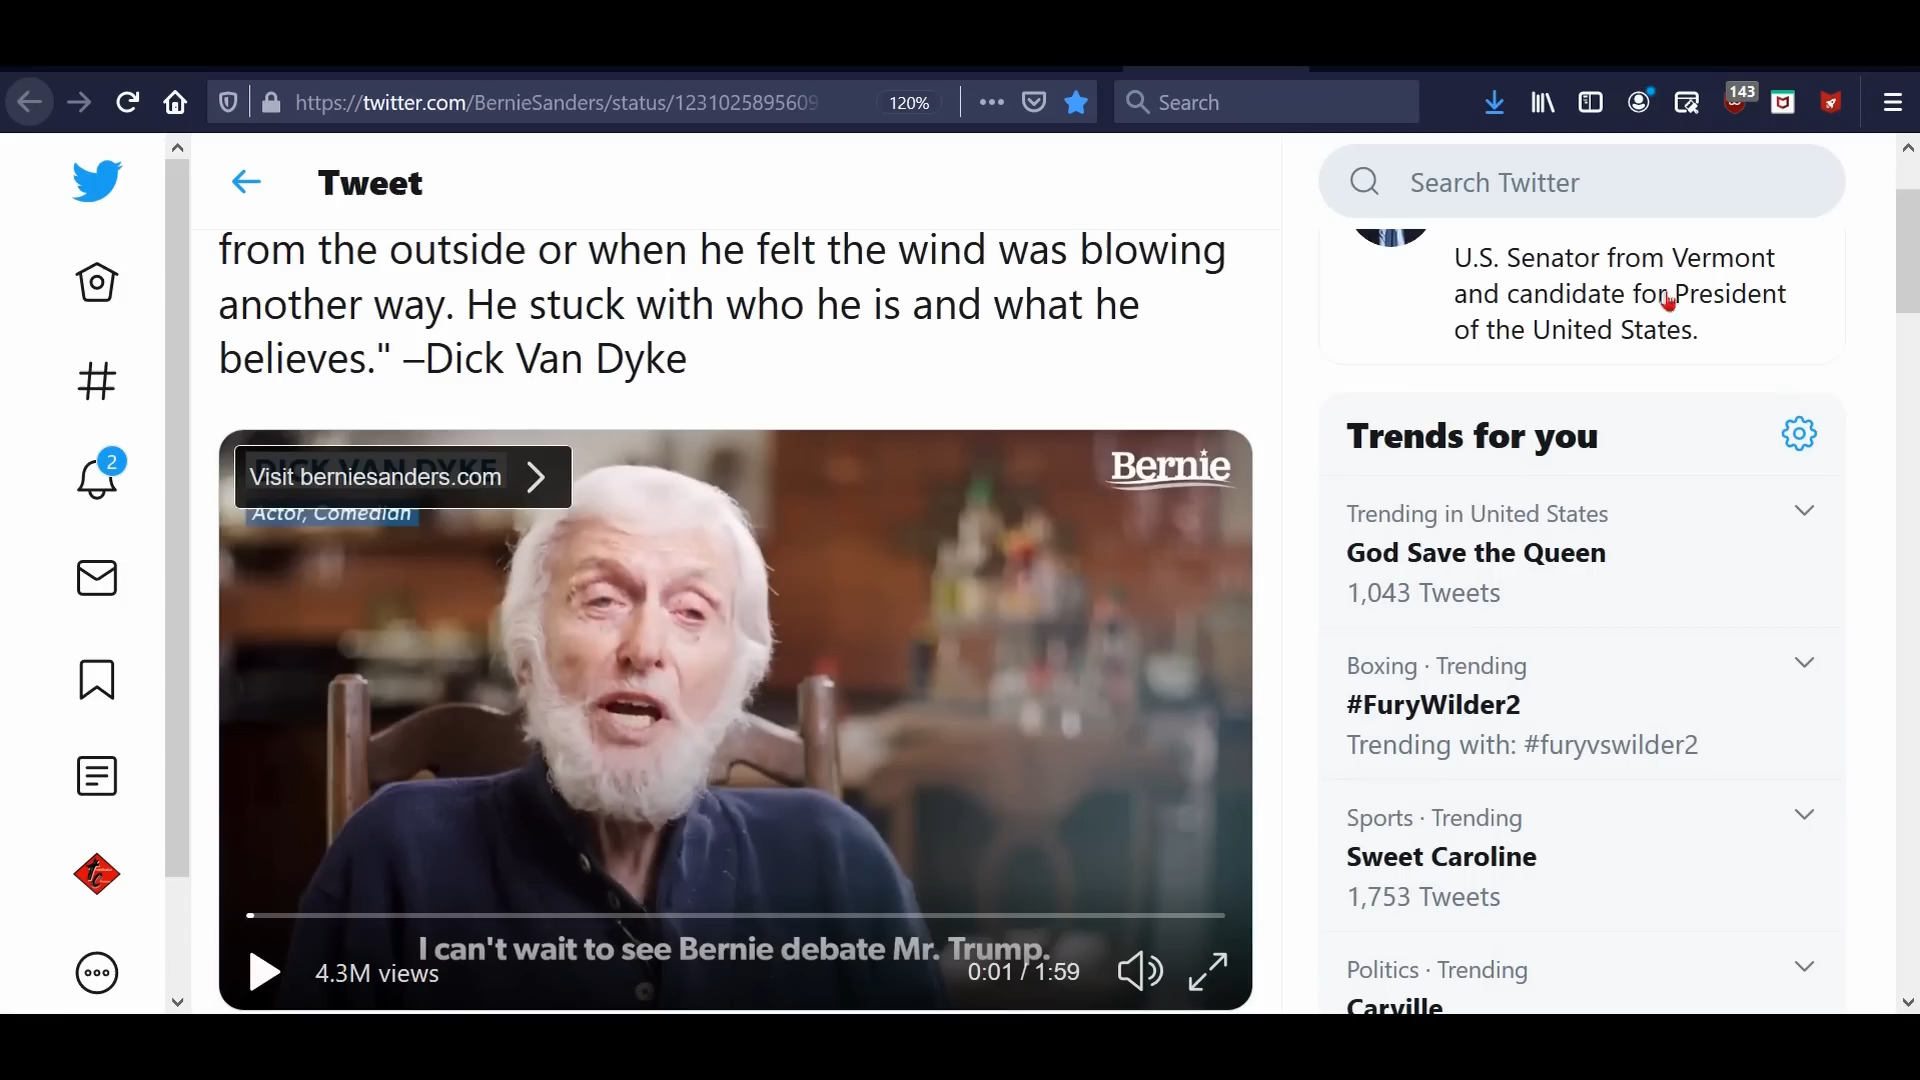 https://twitter.com/BernieSanders/status/1231025895609
120%
Search
143
Tweet
from the outside or when he felt the wind was blowing
another way. He stuck with who he is and what he
believes." –Dick Van Dyke
Visit berniesanders.com
DICK VAN DYKE
Actor, Comedian
Bernie
I can't wait to see Bernie debate Mr. Trump.
4.3M views
0:01 / 1:59
2
tc
Search Twitter
U.S. Senator from Vermont
and candidate for President
of the United States.
Trends for you
Trending in United States
God Save the Queen
1,043 Tweets
Boxing · Trending
#FuryWilder2
Trending with: #furyvswilder2
Sports · Trending
Sweet Caroline
1,753 Tweets
Politics · Trending
Carville